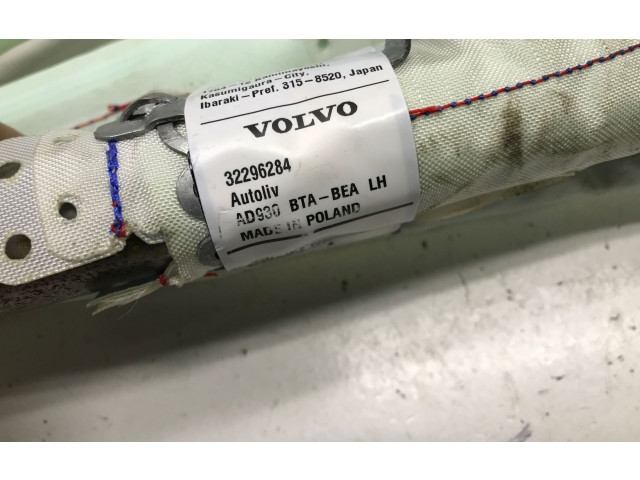 Kasumigaura-City,
Ibaraki-Pref. 315-8520, Japan
VOLVO
32296284
Autoliv
AD930 BTA-BEA LH
MADE IN POLAND